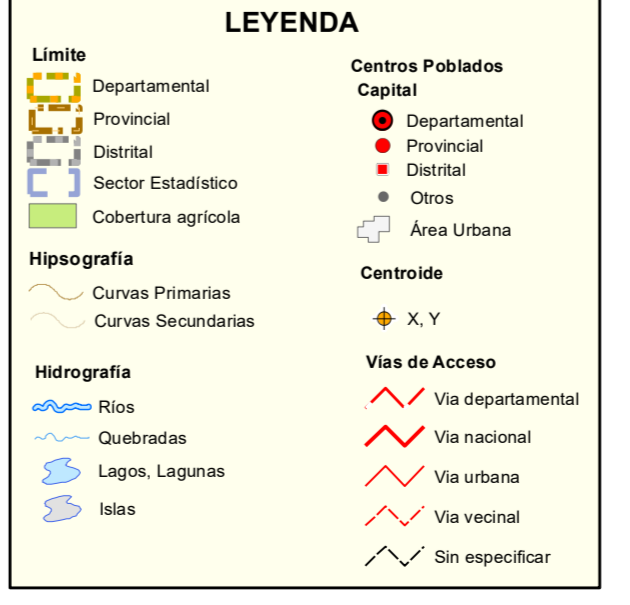 LEYENDA
Límite
Departamental
Provincial
Distrital
Sector Estadístico
Cobertura agrícola
Hipsografía
Curvas Primarias
Curvas Secundarias
Hidrografía
Ríos
Quebradas
Lagos, Lagunas
Islas
Centros Poblados
Capital
Departamental
Provincial
Distrital
Otros
Área Urbana
Centroide
X, Y
Vías de Acceso
Via departamental
Via nacional
Via urbana
Via vecinal
Sin especificar